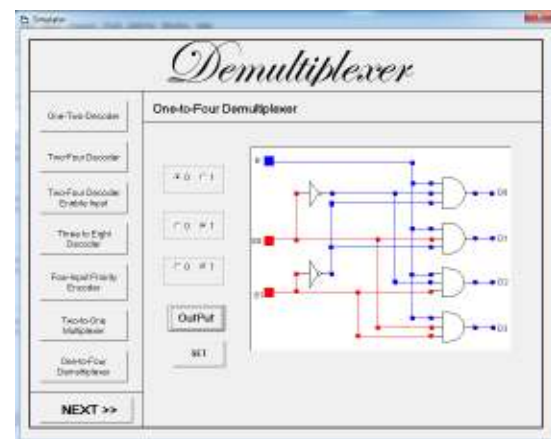 Simulator
Demultiplexer
One-to-Four Demultiplexer
One-Two Decoder
Two-Four Decoder
Two-Four Decoder
Enable Input
Three to Eight
Decoder
Four-Input Priority
Encoder
Two-to-One
Multiplexer
One-to-Four
Demultiplexer
NEXT >>
0 1
0 1
0 1
OutPut
SET
S0
S1
D0
D1
D2
D3